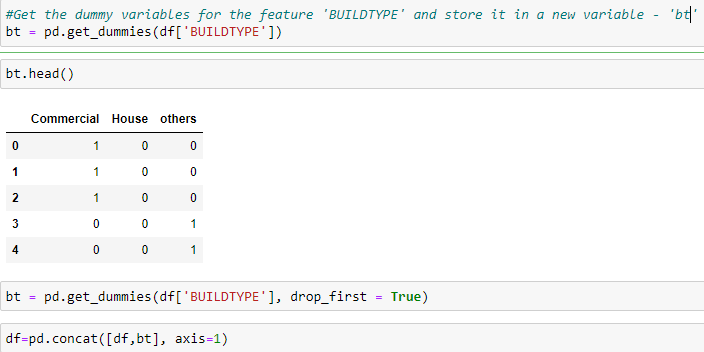 #Get the dummy variables for the feature 'BUILDTYPE' and store it in a new variable - 'bt'
bt = pd.get_dummies(df['BUILDTYPE'])
bt.head()
Commercial House others
0 1 0 0
1 1 0 0
2 1 0 0
3 0 0 1
4 0 0 1
bt = pd.get_dummies(df['BUILDTYPE'], drop_first = True)
df=pd.concat([df,bt], axis=1)